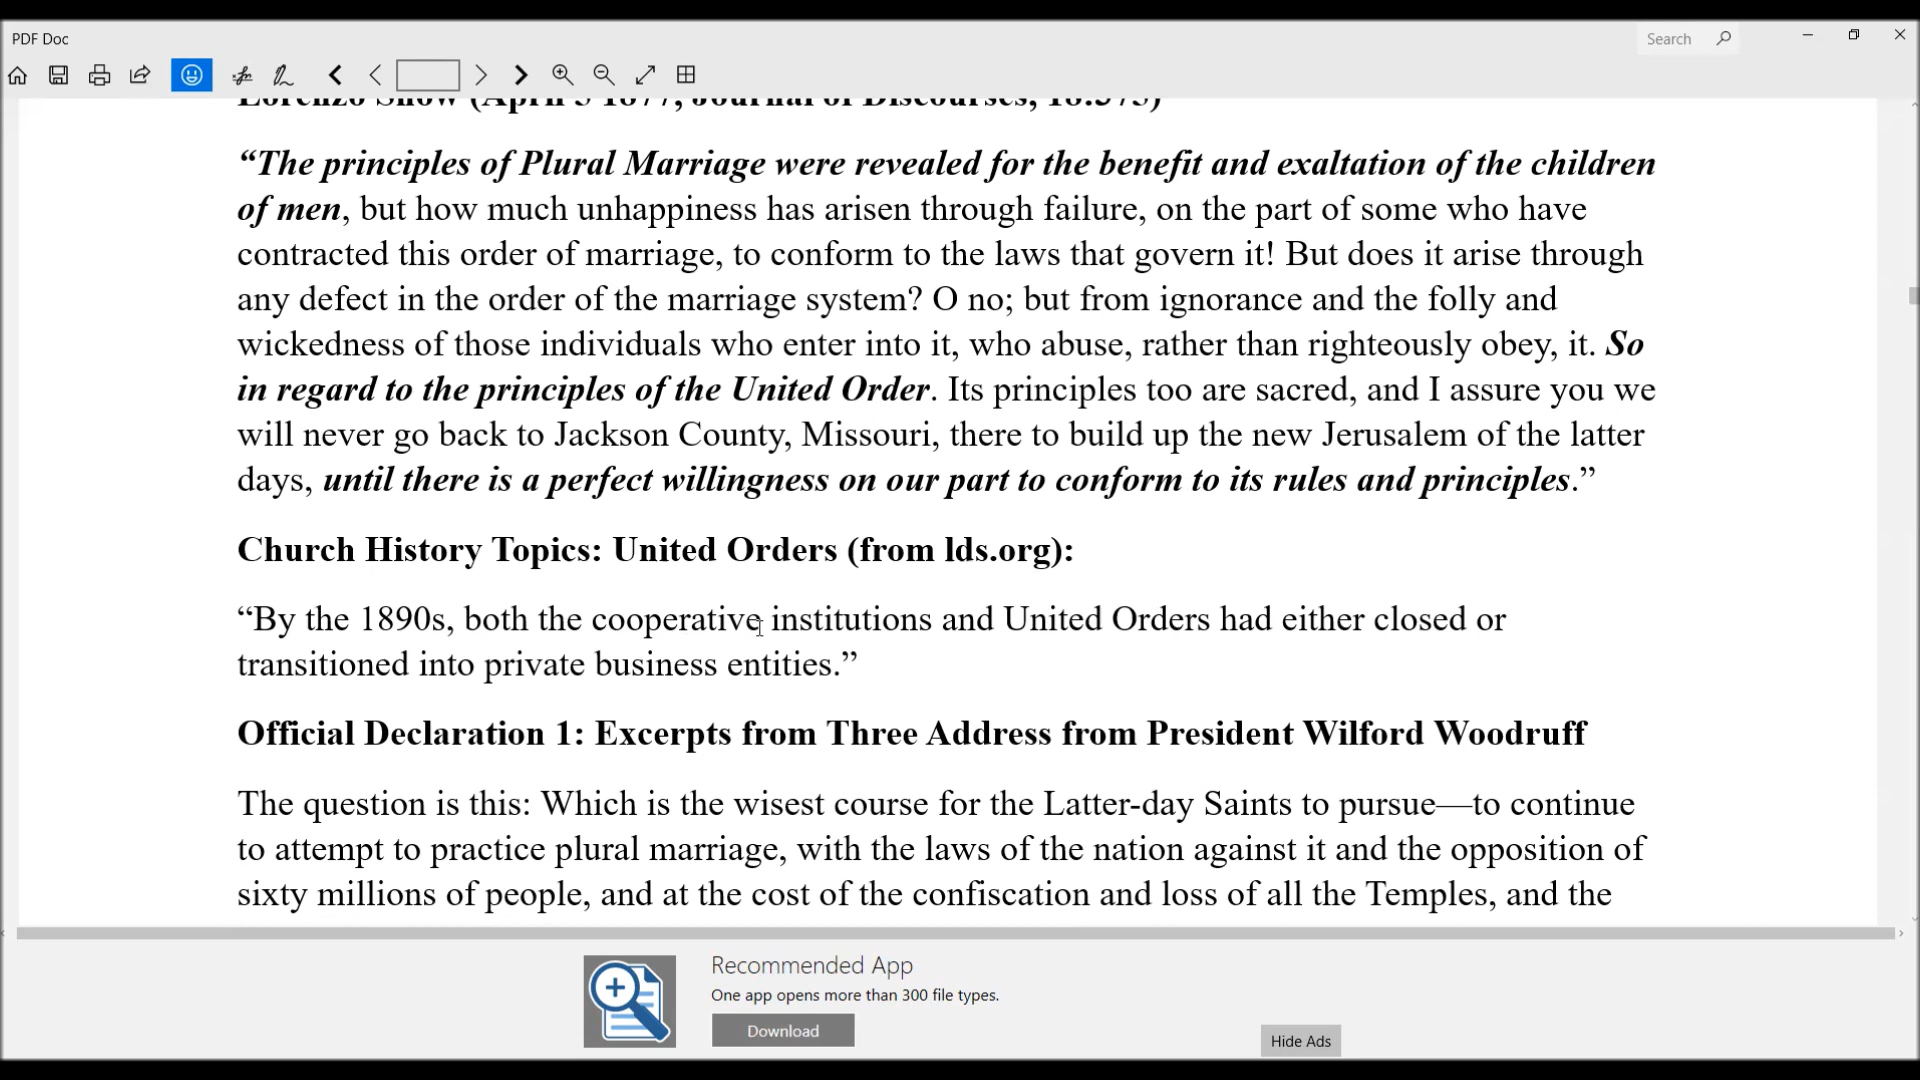 PDF Doc
Search
Lorenzo Snow (April 5 1877, Journal of Discourses, 18:375)
“The principles of Plural Marriage were revealed for the benefit and exaltation of the children
of men, but how much unhappiness has arisen through failure, on the part of some who have
contracted this order of marriage, to conform to the laws that govern it! But does it arise through
any defect in the order of the marriage system? O no; but from ignorance and the folly and
wickedness of those individuals who enter into it, who abuse, rather than righteously obey, it. So
in regard to the principles of the United Order. Its principles too are sacred, and I assure you we
will never go back to Jackson County, Missouri, there to build up the new Jerusalem of the latter
days, until there is a perfect willingness on our part to conform to its rules and principles.”
Church History Topics: United Orders (from lds.org):
“By the 1890s, both the cooperative institutions and United Orders had either closed or
transitioned into private business entities.”
Official Declaration 1: Excerpts from Three Address from President Wilford Woodruff
The question is this: Which is the wisest course for the Latter-day Saints to pursue—to continue
to attempt to practice plural marriage, with the laws of the nation against it and the opposition of
sixty millions of people, and at the cost of the confiscation and loss of all the Temples, and the
Recommended App
One app opens more than 300 file types.
Download
Hide Ads